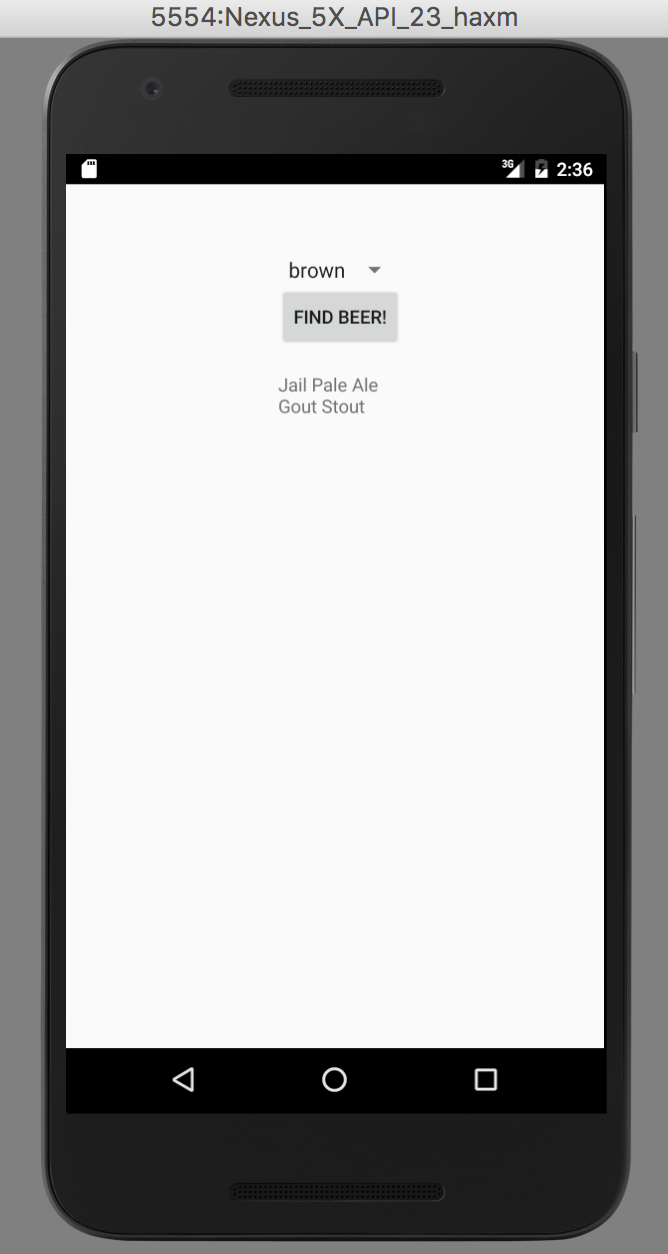 5554:Nexus_5X_API_23_haxm
3G 2:36
brown
FIND BEER!
Jail Pale Ale
Gout Stout